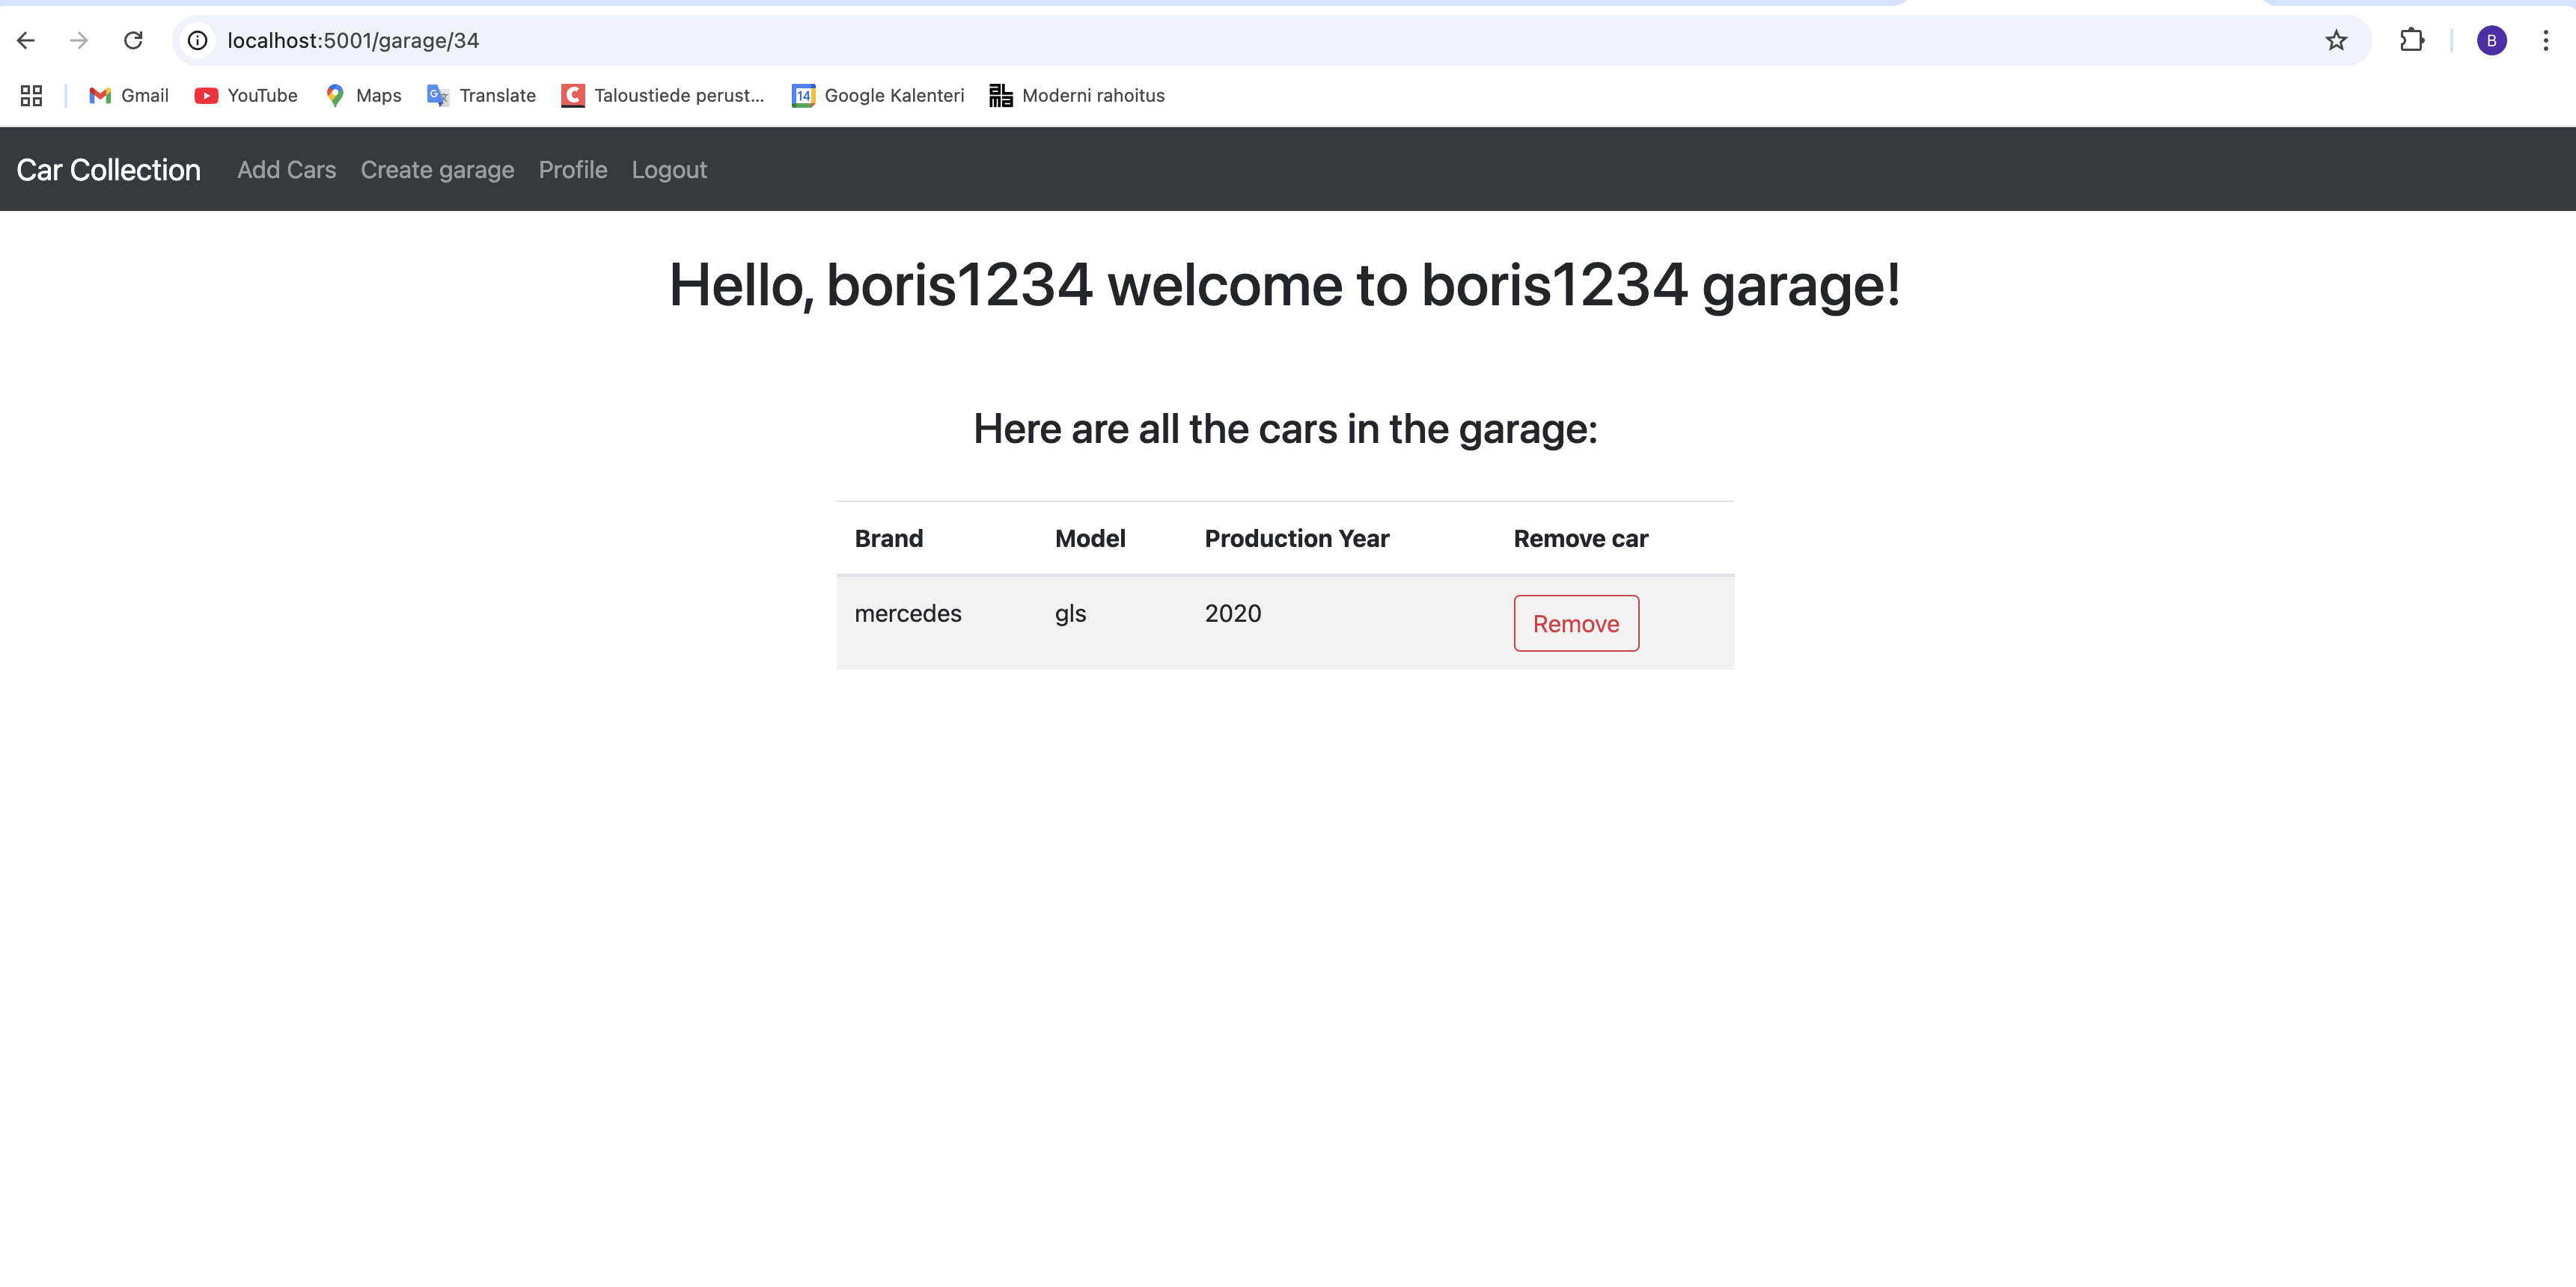 localhost:5001/garage/34
B
Gmail YouTube Maps Translate Taloustiede perust... 14 Google Kalenteri alma Moderni rahoitus
Car Collection Add Cars Create garage Profile Logout
Hello, boris1234 welcome to boris1234 garage!
Here are all the cars in the garage:
Brand Model Production Year Remove car
mercedes gls 2020 Remove